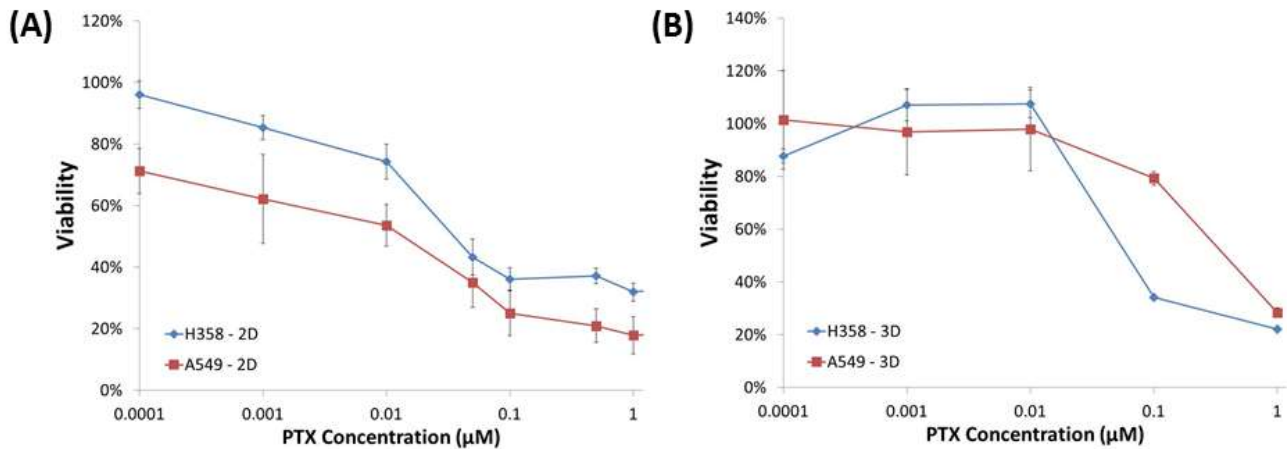 (A)
120%
100%
80%
60%
40%
20%
0%
Viability
H358 - 2D
A549 - 2D
0.0001 0.001 0.01 0.1 1
PTX Concentration (µM)
(B)
140%
120%
100%
80%
60%
40%
20%
0%
Viability
H358 - 3D
A549 - 3D
0.0001 0.001 0.01 0.1 1
PTX Concentration (µM)